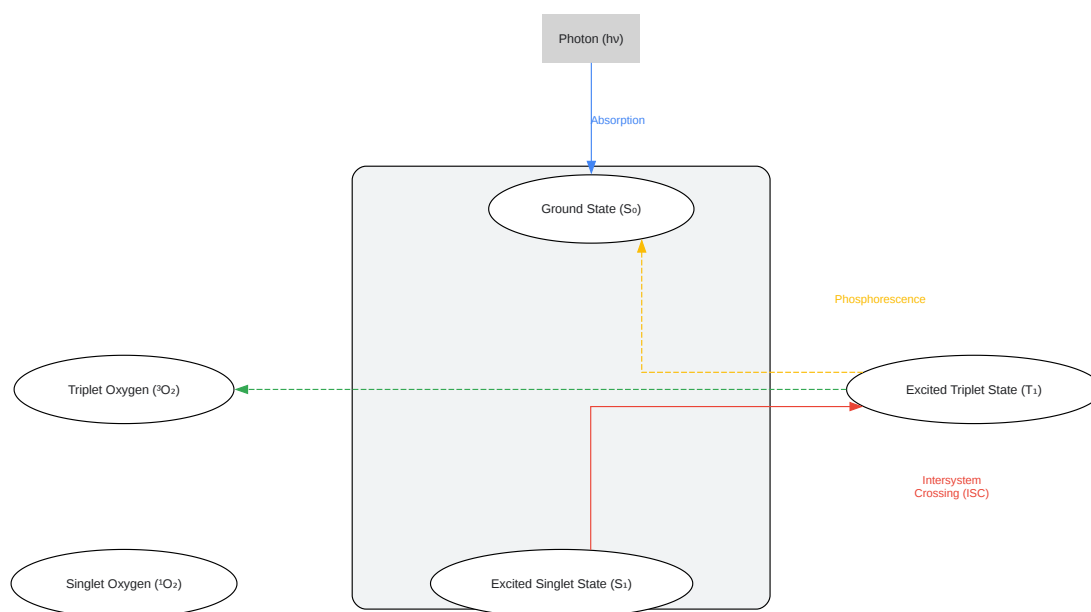 Photon (hν)
Absorption
Ground State (S₀)
Phosphorescence
Triplet Oxygen (³O₂)
Excited Triplet State (T₁)
Intersystem
Crossing (ISC)
Singlet Oxygen (¹O₂)
Excited Singlet State (S₁)